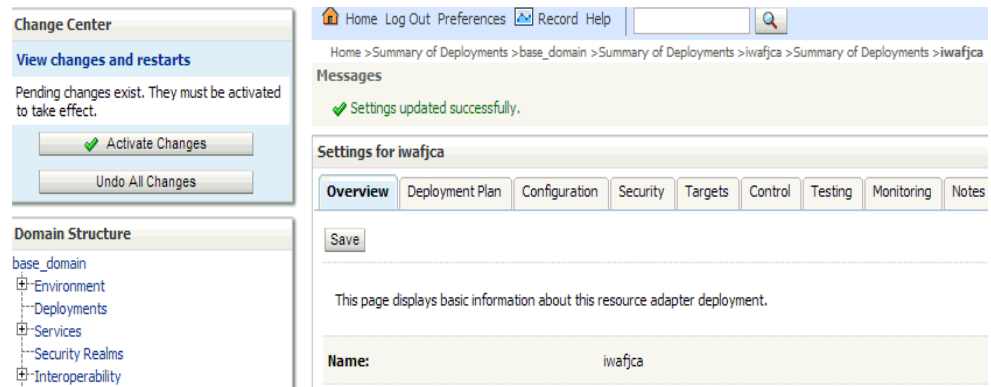 Change Center
View changes and restarts
Pending changes exist. They must be activated
to take effect.
Activate Changes
Undo All Changes
Domain Structure
base_domain
Environment
Deployments
Services
Security Realms
Interoperability
Home Log Out Preferences Record Help
Home >Summary of Deployments >base_domain >Summary of Deployments >iwafjca >Summary of Deployments >iwafjca
Messages
Settings updated successfully.
Settings for iwafjca
Overview Deployment Plan Configuration Security Targets Control Testing Monitoring Notes
Save
This page displays basic information about this resource adapter deployment.
Name: iwafjca